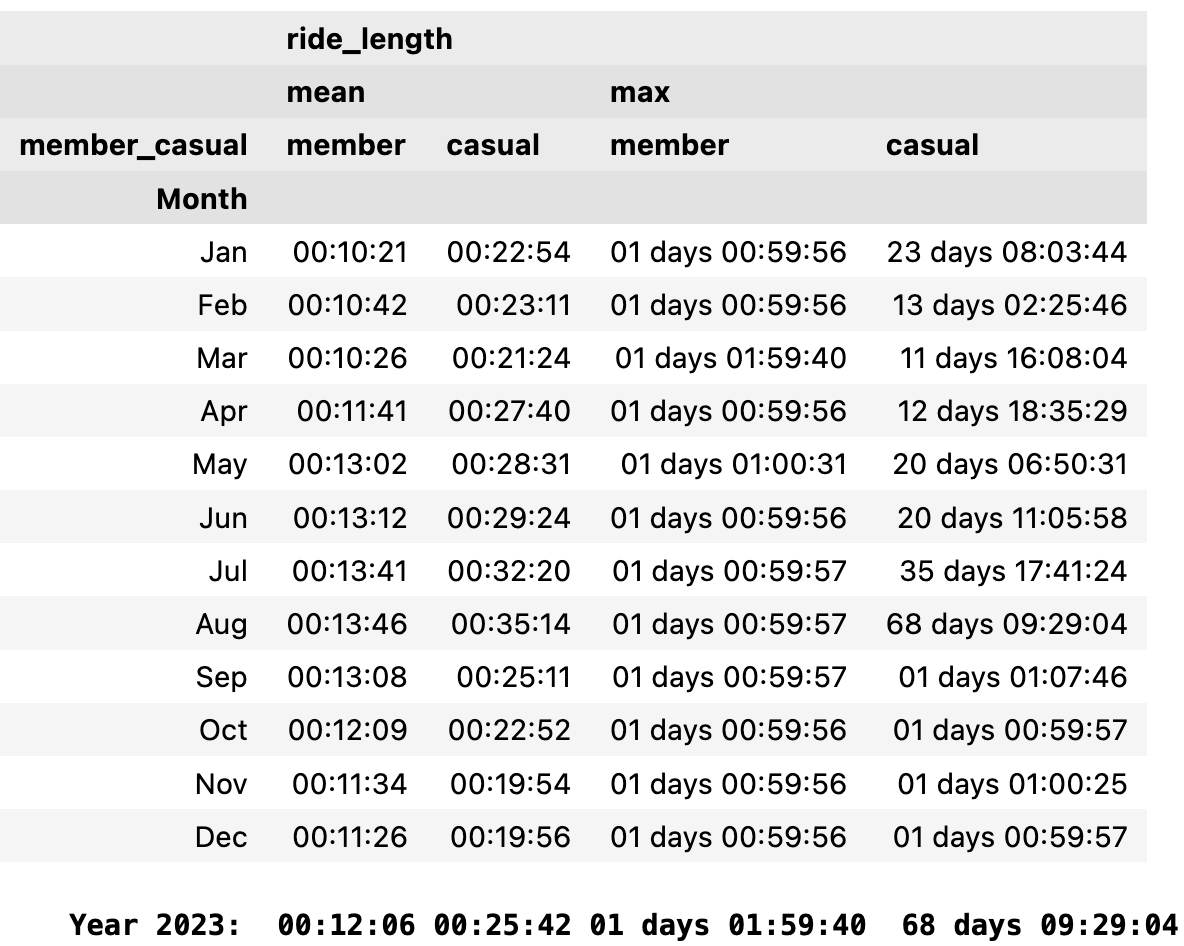 ride_length
mean max
member_casual member casual member casual
Month
Jan 00:10:21 00:22:54 01 days 00:59:56 23 days 08:03:44
Feb 00:10:42 00:23:11 01 days 00:59:56 13 days 02:25:46
Mar 00:10:26 00:21:24 01 days 01:59:40 11 days 16:08:04
Apr 00:11:41 00:27:40 01 days 00:59:56 12 days 18:35:29
May 00:13:02 00:28:31 01 days 01:00:31 20 days 06:50:31
Jun 00:13:12 00:29:24 01 days 00:59:56 20 days 11:05:58
Jul 00:13:41 00:32:20 01 days 00:59:57 35 days 17:41:24
Aug 00:13:46 00:35:14 01 days 00:59:57 68 days 09:29:04
Sep 00:13:08 00:25:11 01 days 00:59:57 01 days 01:07:46
Oct 00:12:09 00:22:52 01 days 00:59:56 01 days 00:59:57
Nov 00:11:34 00:19:54 01 days 00:59:56 01 days 01:00:25
Dec 00:11:26 00:19:56 01 days 00:59:56 01 days 00:59:57
Year 2023: 00:12:06 00:25:42 01 days 01:59:40 68 days 09:29:04